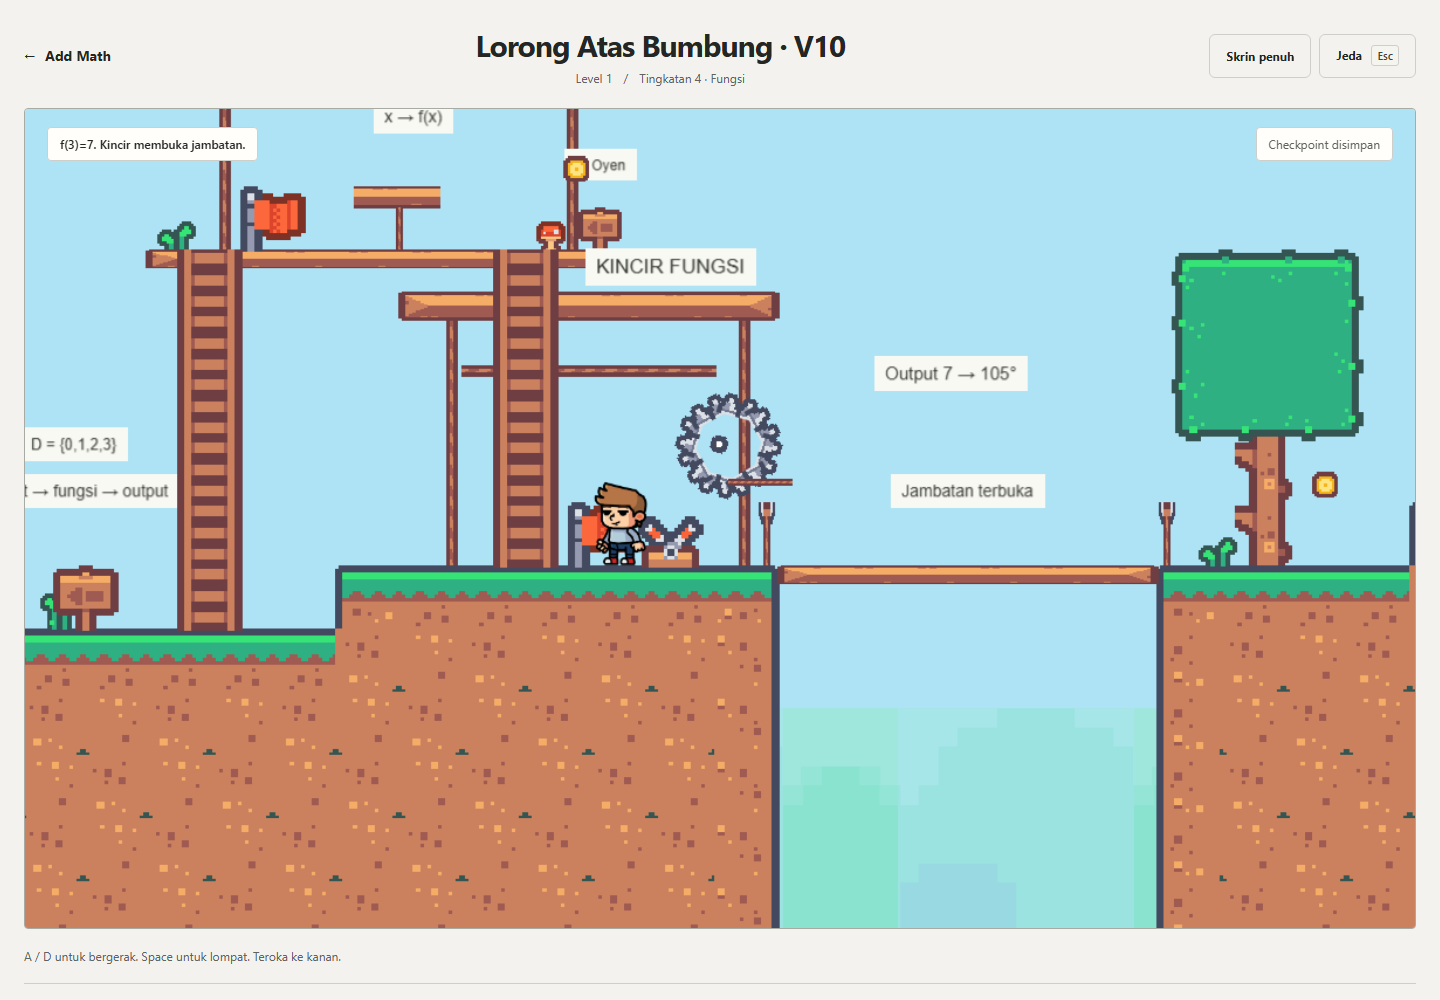 ← Add Math
Lorong Atas Bumbung · V10
Level 1 / Tingkatan 4 · Fungsi
Skrin penuh
Jeda Esc
x → f(x)
f(3)=7. Kincir membuka jambatan.
Checkpoint disimpan
Oyen
KINCIR FUNGSI
Output 7 → 105°
D = {0,1,2,3}
t → fungsi → output
Jambatan terbuka
A / D untuk bergerak. Space untuk lompat. Teroka ke kanan.